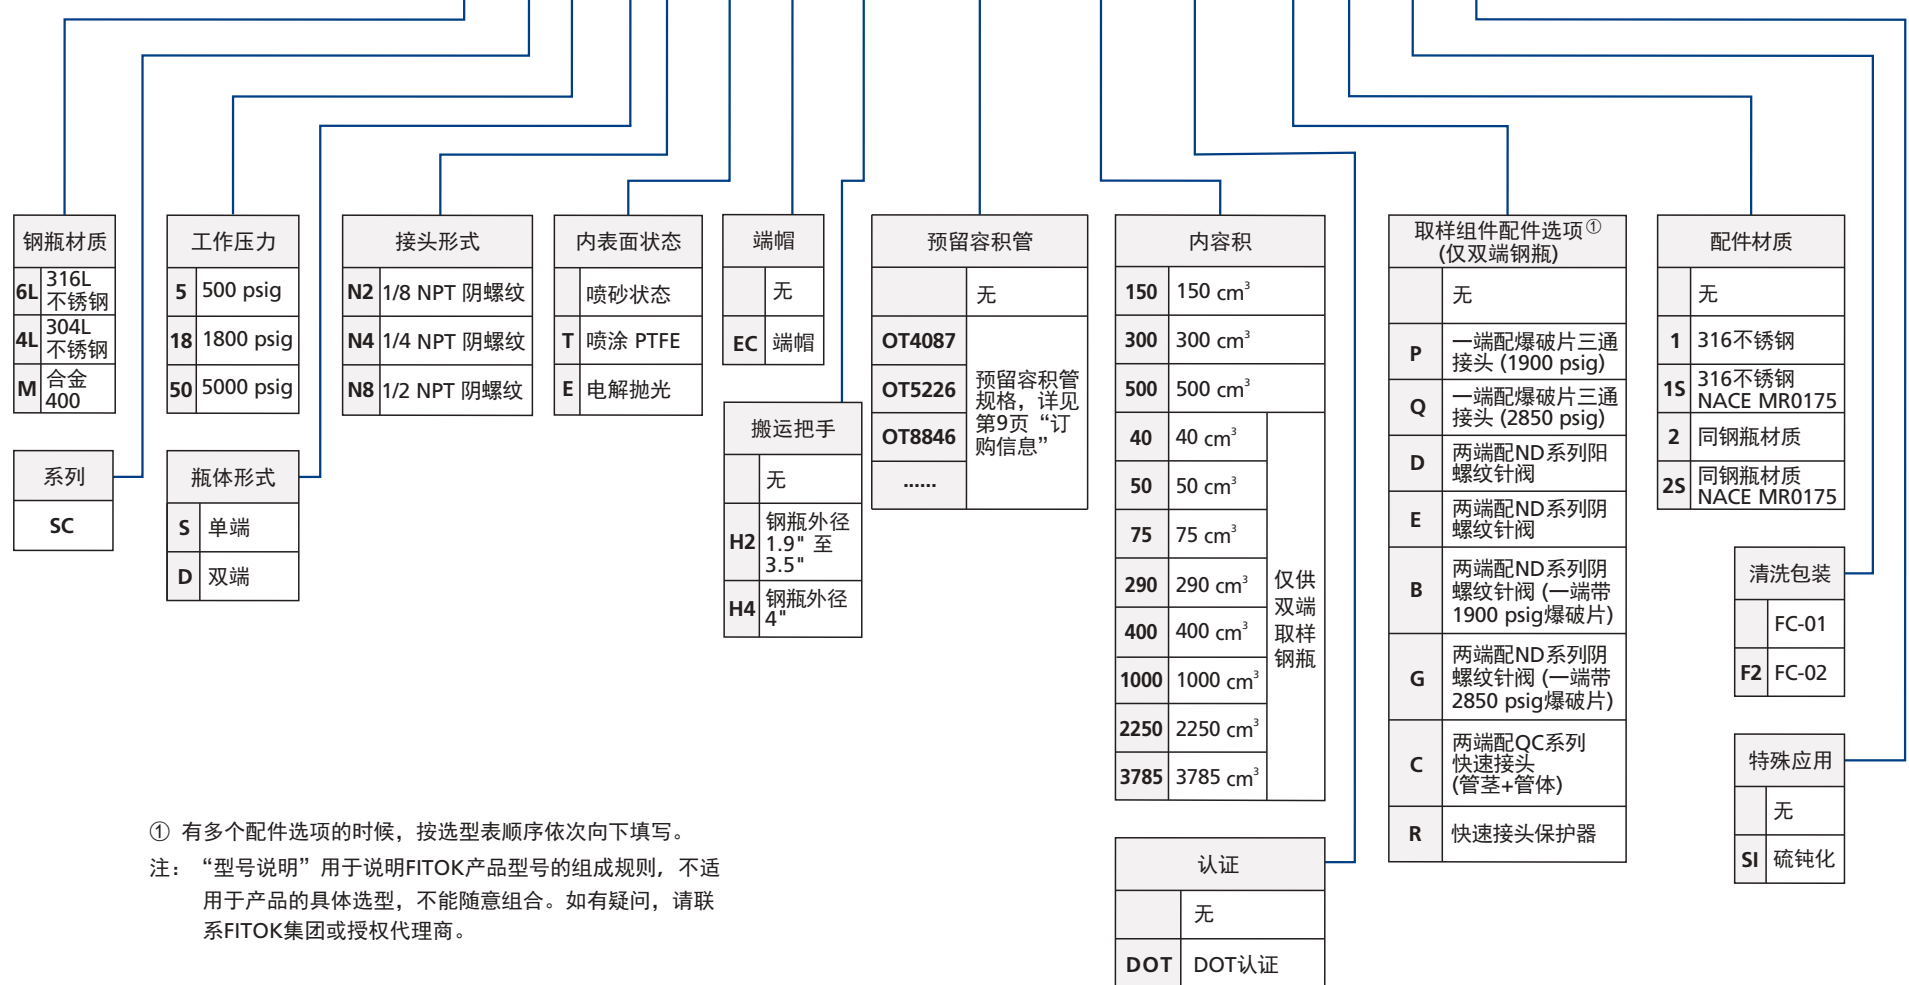 钢瓶材质
6L 316L
不锈钢
4L 304L
不锈钢
M 合金
400
系列
SC
工作压力
5 500 psig
18 1800 psig
50 5000 psig
瓶体形式
S 单端
D 双端
接头形式
N2 1/8 NPT 阴螺纹
N4 1/4 NPT 阴螺纹
N8 1/2 NPT 阴螺纹
内表面状态
喷砂状态
T 喷涂 PTFE
E 电解抛光
端帽
无
EC 端帽
搬运把手
无
H2 钢瓶外径
1.9" 至
3.5"
H4 钢瓶外径
4"
预留容积管
无
OT4087
OT5226
OT8846
......
预留容积管
规格，详见
第9页“订
购信息”
内容积
150 150 cm³
300 300 cm³
500 500 cm³
40 40 cm³
50 50 cm³
75 75 cm³
290 290 cm³
400 400 cm³
1000 1000 cm³
2250 2250 cm³
3785 3785 cm³
仅供
双端
取样
钢瓶
认证
无
DOT DOT认证
取样组件配件选项①
(仅双端钢瓶)
无
P 一端配爆破片三通
接头 (1900 psig)
Q 一端配爆破片三通
接头 (2850 psig)
D 两端配ND系列阳
螺纹针阀
E 两端配ND系列阴
螺纹针阀
B 两端配ND系列阴
螺纹针阀 (一端带
1900 psig爆破片)
G 两端配ND系列阴
螺纹针阀 (一端带
2850 psig爆破片)
C 两端配QC系列
快速接头
(管茎+管体)
R 快速接头保护器
配件材质
无
1 316不锈钢
1S 316不锈钢
NACE MR0175
2 同钢瓶材质
2S 同钢瓶材质
NACE MR0175
清洗包装
FC-01
F2 FC-02
特殊应用
无
SI 硫钝化
① 有多个配件选项的时候，按选型表顺序依次向下填写。
注：“型号说明”用于说明FITOK产品型号的组成规则，不适
用于产品的具体选型，不能随意组合。如有疑问，请联
系FITOK集团或授权代理商。